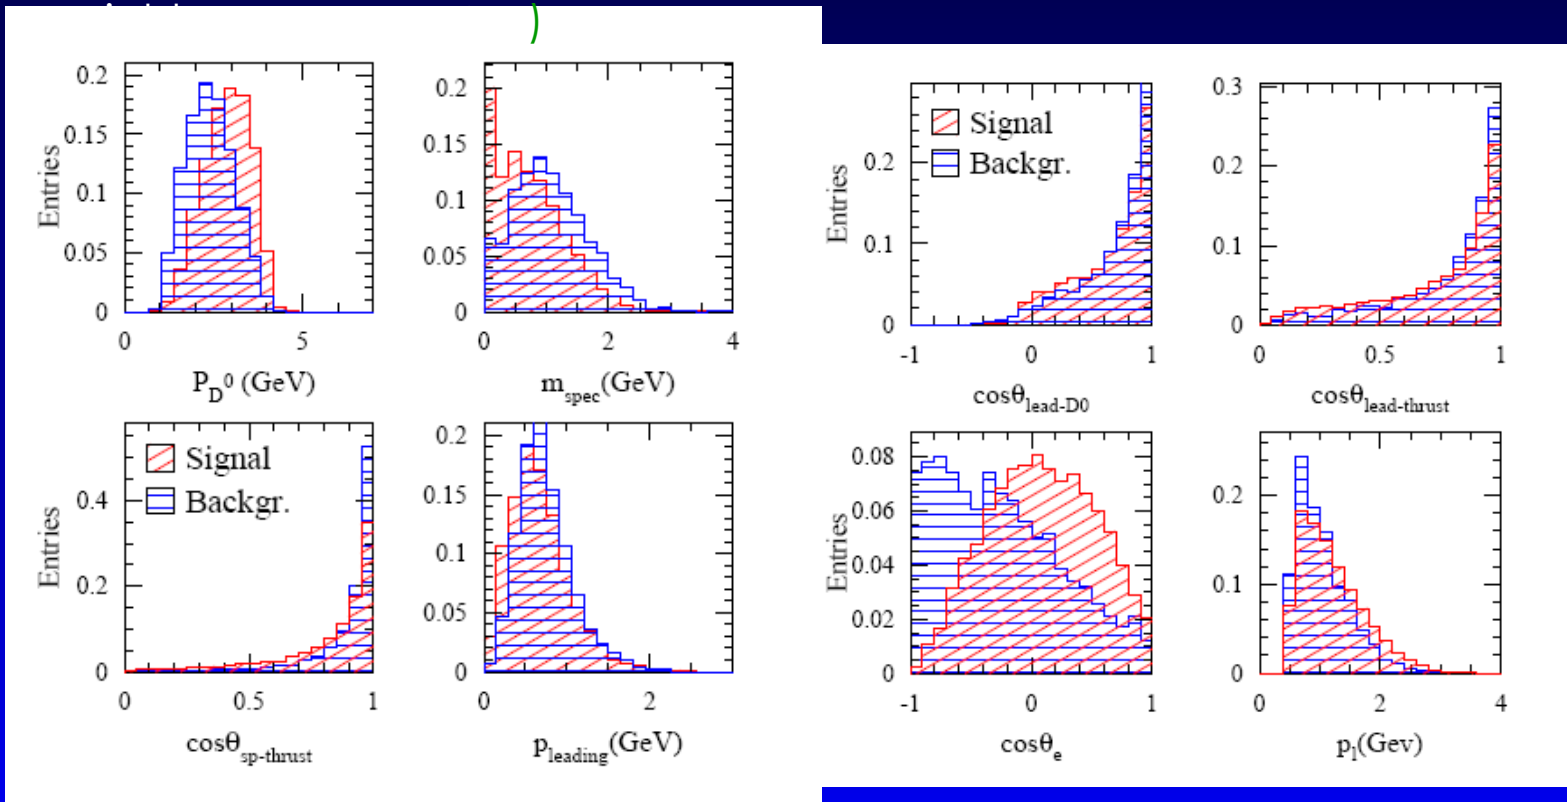 )
0.2
0.15
0.1
0.05
0
0 5
Entries
P_D⁰ (GeV)
0.2
0.15
0.1
0.05
0
0 2 4
m_spec(GeV)
Signal
Backgr.
0.2
0.1
0
-1 0 1
Entries
cosθ_lead-D0
0.3
0.2
0.1
0
0 0.5 1
cosθ_lead-thrust
Signal
Backgr.
0.4
0.2
0
0 0.5 1
Entries
cosθ_sp-thrust
0.2
0.15
0.1
0.05
0
0 2
p_leading(GeV)
0.08
0.06
0.04
0.02
0
-1 0 1
Entries
cosθ_e
0.2
0.1
0
0 2 4
p_l(Gev)